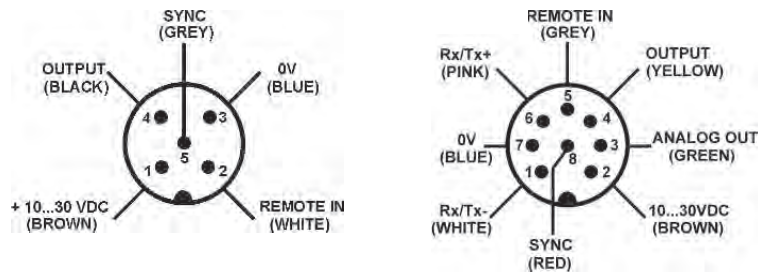 SYNC
(GREY)
OUTPUT
(BLACK)
0V
(BLUE)
4
3
5
1
2
+ 10...30 VDC
(BROWN)
REMOTE IN
(WHITE)
REMOTE IN
(GREY)
Rx/Tx+
(PINK)
OUTPUT
(YELLOW)
5
6
4
0V
(BLUE)
7
3
8
ANALOG OUT
(GREEN)
1
2
Rx/Tx-
(WHITE)
10...30VDC
(BROWN)
SYNC
(RED)